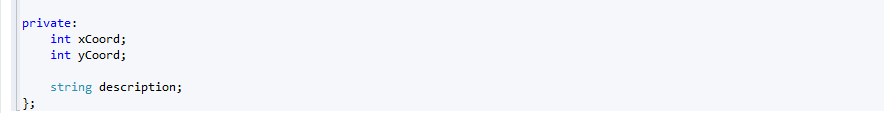 private:
    int xCoord;
    int yCoord;

    string description;
};